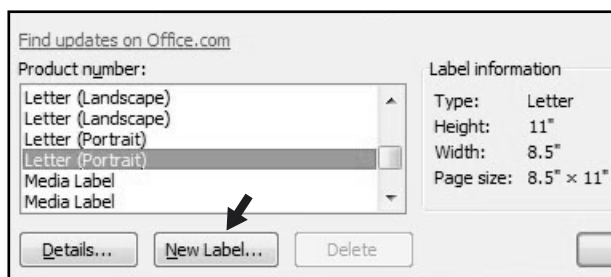 Find updates on Office.com
Product number:
Letter (Landscape)
Letter (Landscape)
Letter (Portrait)
Letter (Portrait)
Media Label
Media Label
Details...
New Label...
Delete
Label information
Type: Letter
Height: 11"
Width: 8.5"
Page size: 8.5" × 11"